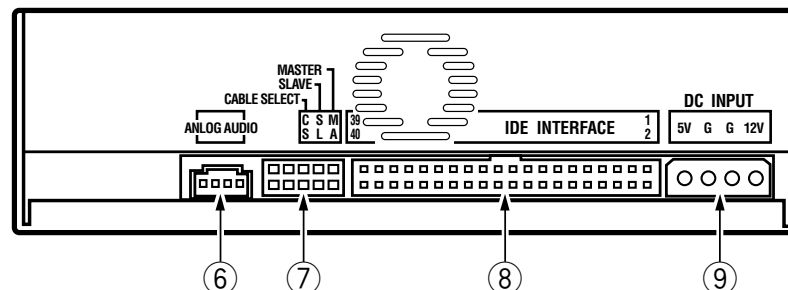 MASTER
SLAVE
CABLE SELECT
DC INPUT
ANLOG AUDIO
C S M
S L A
39
40
IDE INTERFACE
1
2
5V G G 12V
⑥ ⑦ ⑧ ⑨